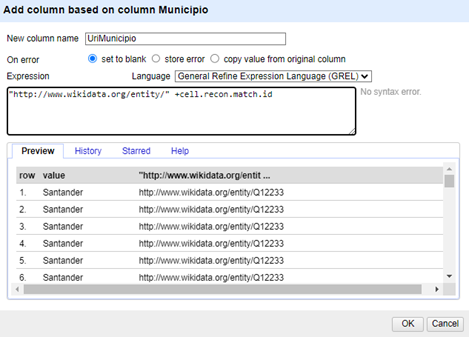 Add column based on column Municipio
New column name UriMunicipio
On error set to blank store error copy value from original column
Expression Language General Refine Expression Language (GREL)
"http://www.wikidata.org/entity/" +cell.recon.match.id
No syntax error.
Preview History Starred Help
row value "http://www.wikidata.org/entit ...
1. Santander http://www.wikidata.org/entity/Q12233
2. Santander http://www.wikidata.org/entity/Q12233
3. Santander http://www.wikidata.org/entity/Q12233
4. Santander http://www.wikidata.org/entity/Q12233
5. Santander http://www.wikidata.org/entity/Q12233
6. Santander http://www.wikidata.org/entity/Q12233
OK Cancel